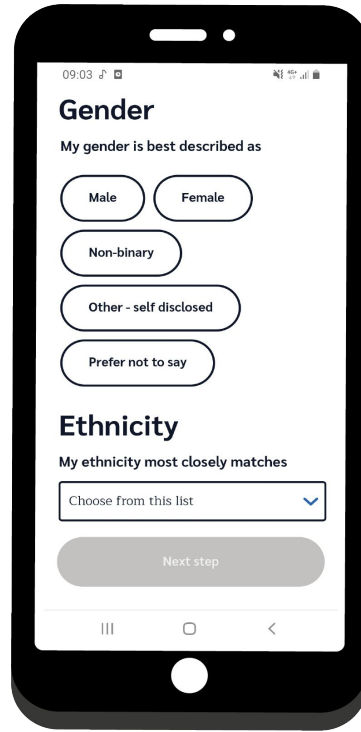 09:03
4G+
Gender
My gender is best described as
Male Female
Non-binary
Other - self disclosed
Prefer not to say
Ethnicity
My ethnicity most closely matches
Choose from this list
Next step